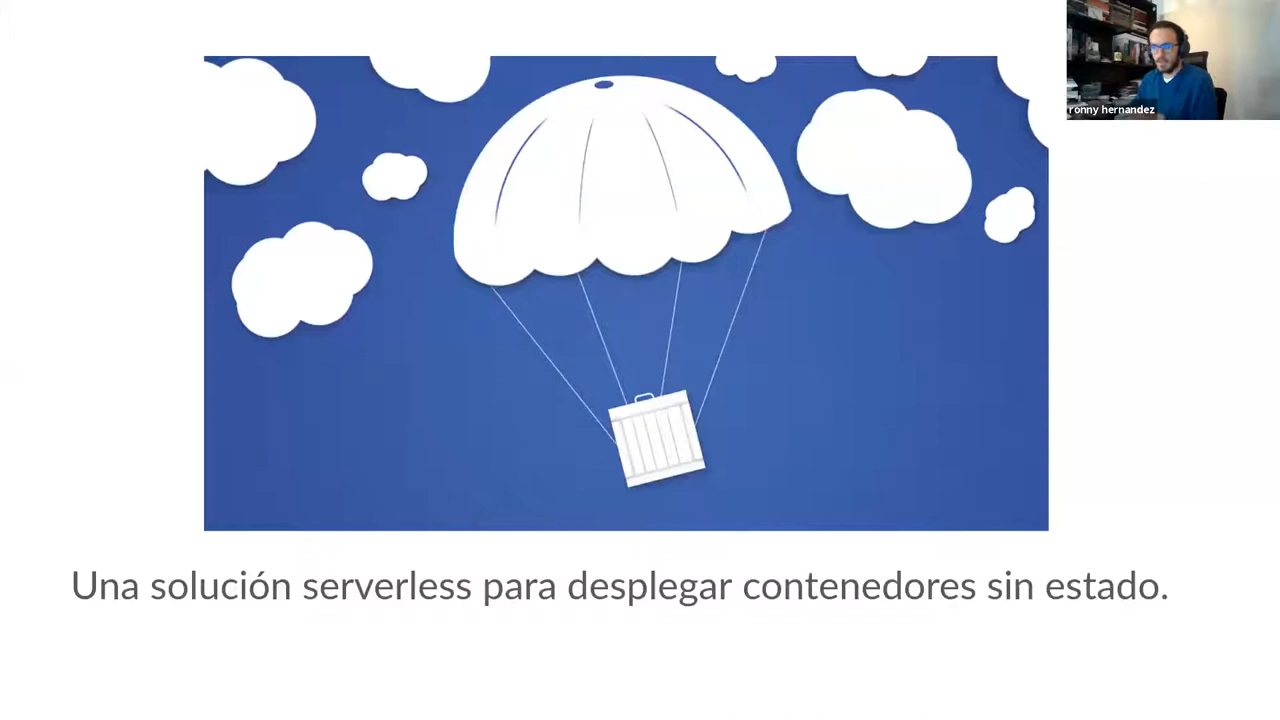 ronny hernandez
Una solución serverless para desplegar contenedores sin estado.